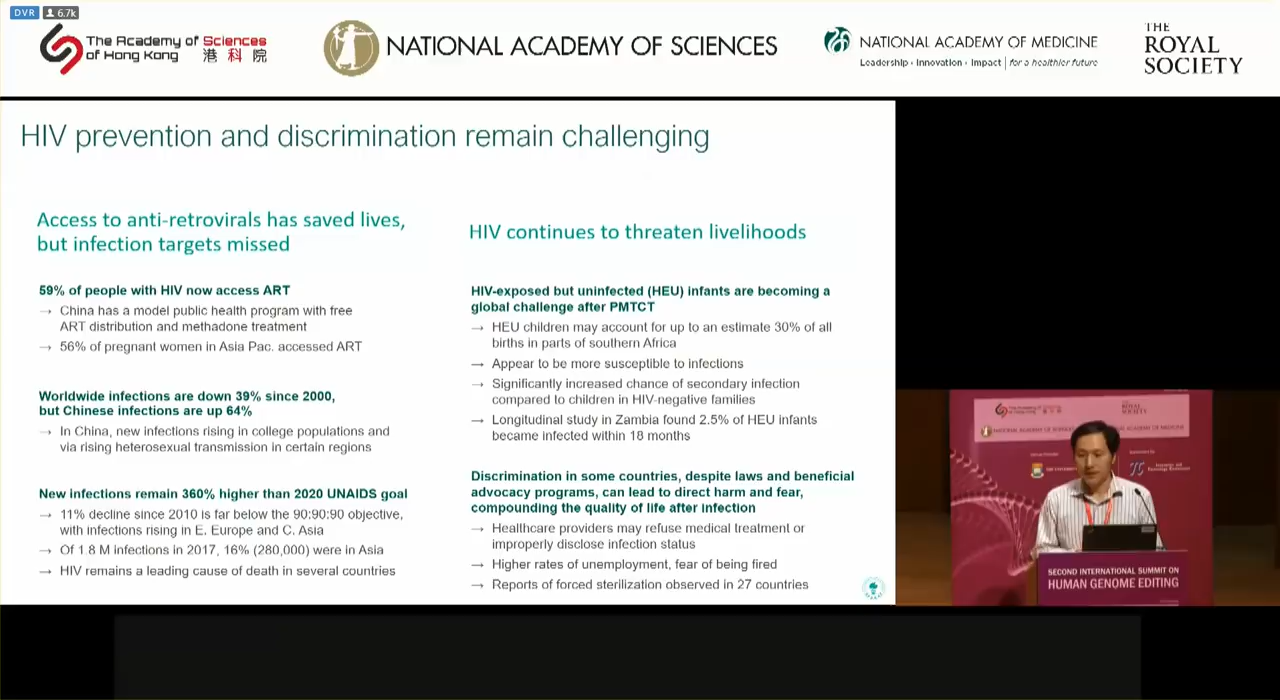 DVR 6.7k
The Academy of Sciences
of Hong Kong 港科院
NATIONAL ACADEMY OF SCIENCES
NATIONAL ACADEMY OF MEDICINE
Leadership · Innovation · Impact | for a healthier future
THE
ROYAL
SOCIETY
HIV prevention and discrimination remain challenging
Access to anti-retrovirals has saved lives,
but infection targets missed
59% of people with HIV now access ART
→ China has a model public health program with free
ART distribution and methadone treatment
→ 56% of pregnant women in Asia Pac. accessed ART
Worldwide infections are down 39% since 2000,
but Chinese infections are up 64%
→ In China, new infections rising in college populations and
via rising heterosexual transmission in certain regions
New infections remain 360% higher than 2020 UNAIDS goal
→ 11% decline since 2010 is far below the 90:90:90 objective,
with infections rising in E. Europe and C. Asia
→ Of 1.8 M infections in 2017, 16% (280,000) were in Asia
→ HIV remains a leading cause of death in several countries
HIV continues to threaten livelihoods
HIV-exposed but uninfected (HEU) infants are becoming a
global challenge after PMTCT
→ HEU children may account for up to an estimate 30% of all
births in parts of southern Africa
→ Appear to be more susceptible to infections
→ Significantly increased chance of secondary infection
compared to children in HIV-negative families
→ Longitudinal study in Zambia found 2.5% of HEU infants
became infected within 18 months
Discrimination in some countries, despite laws and beneficial
advocacy programs, can lead to direct harm and fear,
compounding the quality of life after infection
→ Healthcare providers may refuse medical treatment or
improperly disclose infection status
→ Higher rates of unemployment, fear of being fired
→ Reports of forced sterilization observed in 27 countries
SECOND INTERNATIONAL SUMMIT ON
HUMAN GENOME EDITING